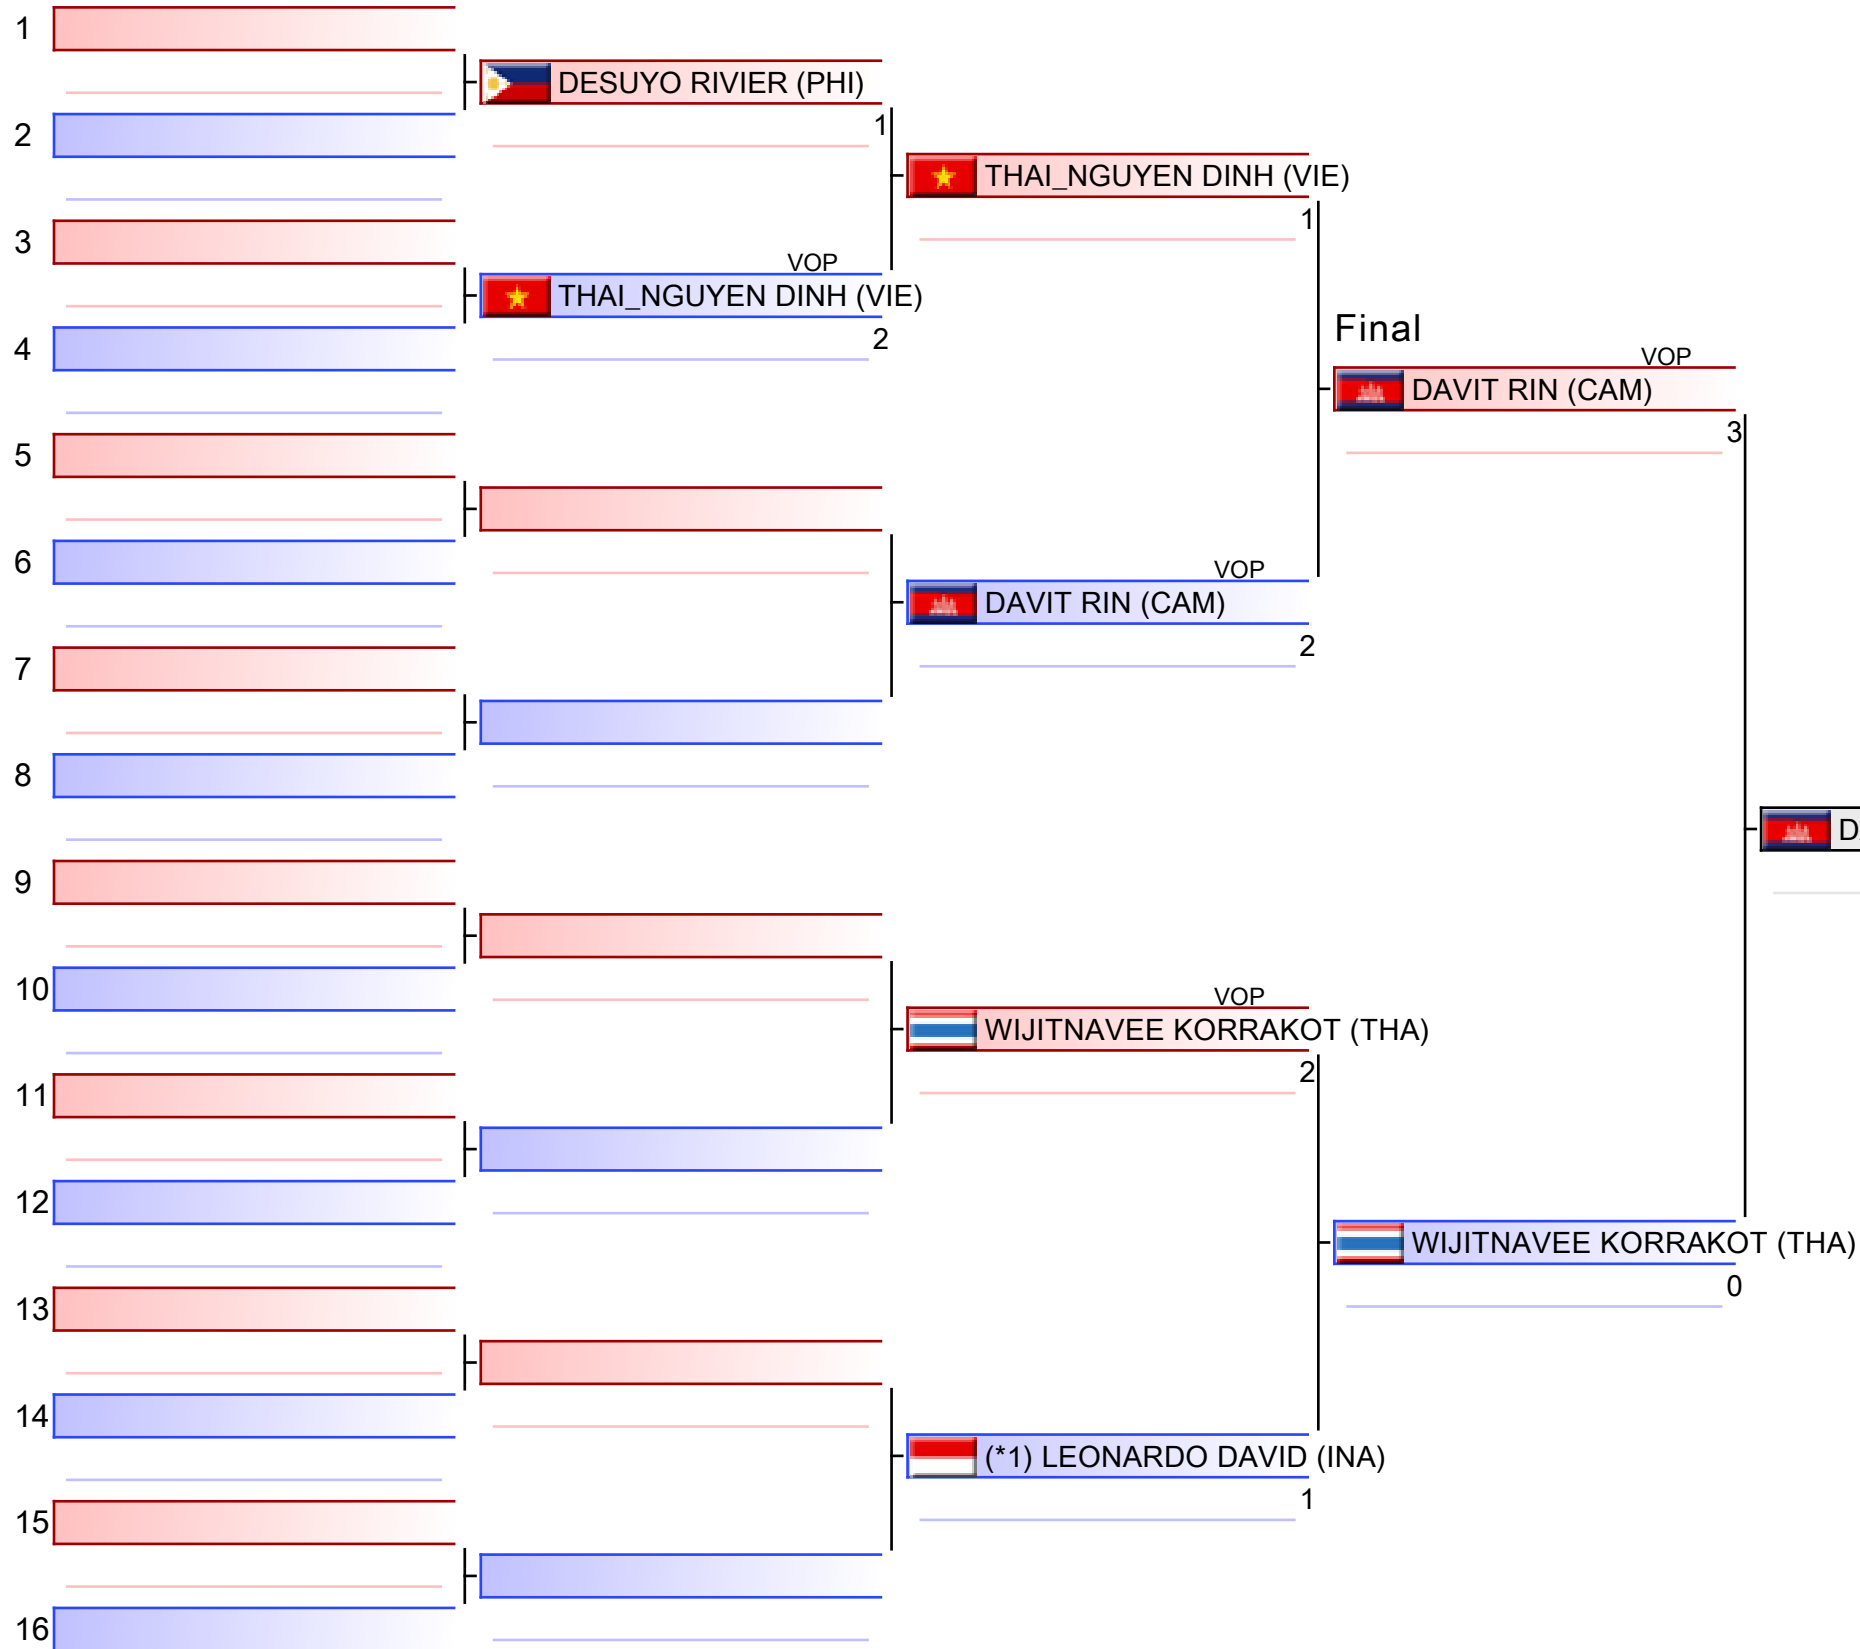 1
DESUYO RIVIER (PHI)
1
2
THAI_NGUYEN DINH (VIE)
1
3
VOP
THAI_NGUYEN DINH (VIE)
2
4
Final
VOP
DAVIT RIN (CAM)
3
5
6
VOP
DAVIT RIN (CAM)
2
7
8
D
9
10
VOP
WIJITNAVEE KORRAKOT (THA)
2
11
12
WIJITNAVEE KORRAKOT (THA)
0
13
14
(*1) LEONARDO DAVID (INA)
1
15
16